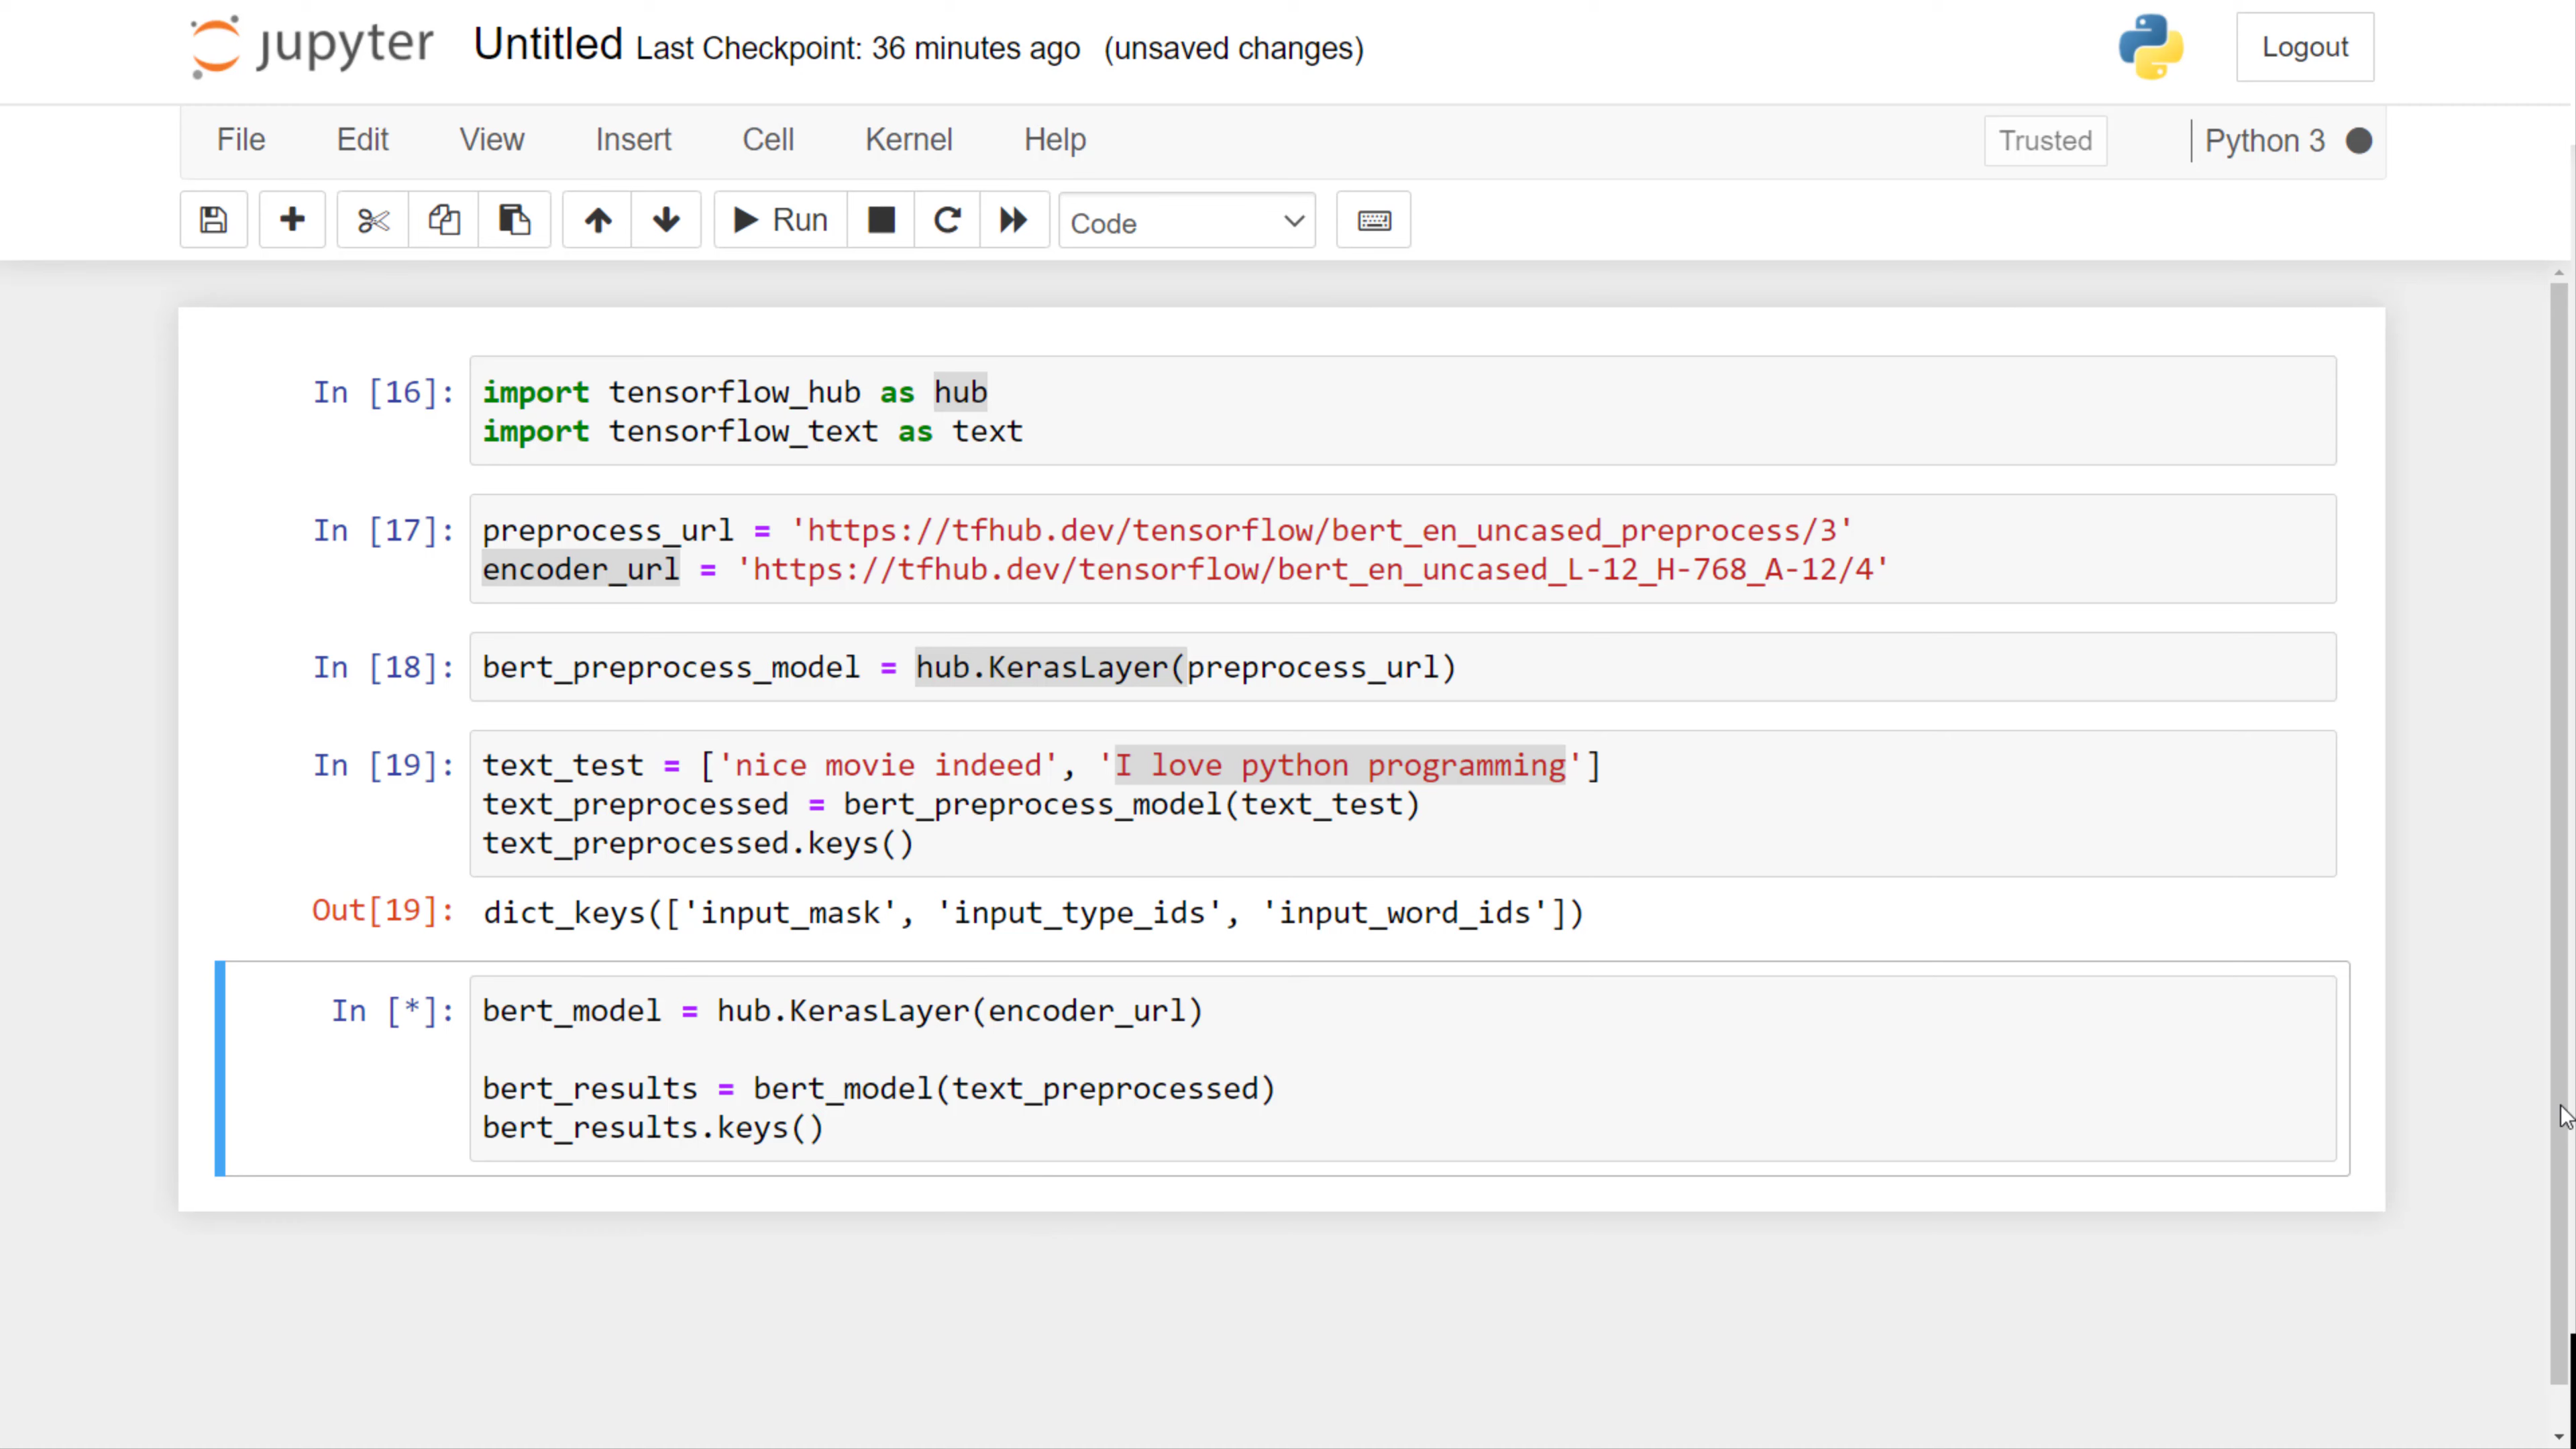 jupyter Untitled Last Checkpoint: 36 minutes ago (unsaved changes) Logout
File Edit View Insert Cell Kernel Help Trusted Python 3
Run Code
In [16]: import tensorflow_hub as hub
import tensorflow_text as text
In [17]: preprocess_url = 'https://tfhub.dev/tensorflow/bert_en_uncased_preprocess/3'
encoder_url = 'https://tfhub.dev/tensorflow/bert_en_uncased_L-12_H-768_A-12/4'
In [18]: bert_preprocess_model = hub.KerasLayer(preprocess_url)
In [19]: text_test = ['nice movie indeed', 'I love python programming']
text_preprocessed = bert_preprocess_model(text_test)
text_preprocessed.keys()
Out[19]: dict_keys(['input_mask', 'input_type_ids', 'input_word_ids'])
In [*]: bert_model = hub.KerasLayer(encoder_url)
bert_results = bert_model(text_preprocessed)
bert_results.keys()